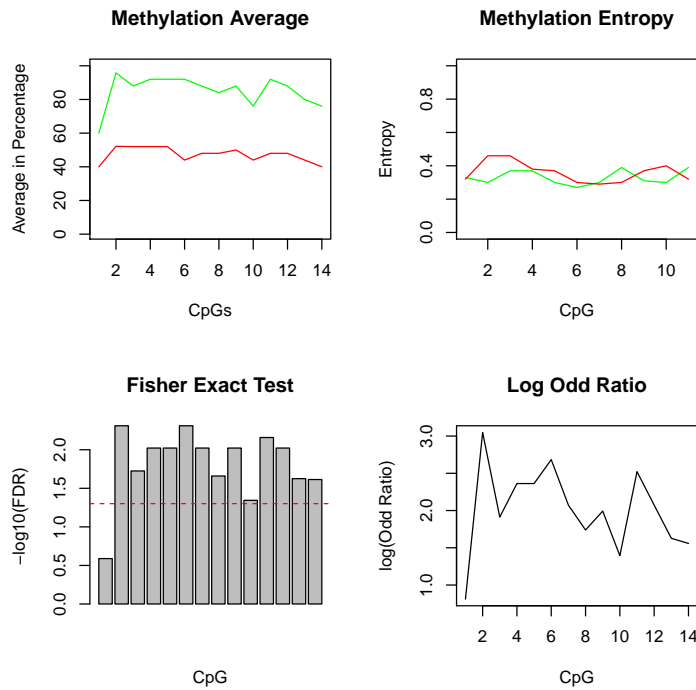 Methylation Average
Average in Percentage
0 20 40 60 80
2 4 6 8 10 12 14
CpGs
Methylation Entropy
Entropy
0.0 0.4 0.8
2 4 6 8 10
CpG
Fisher Exact Test
−log10(FDR)
0.0 0.5 1.0 1.5 2.0
CpG
Log Odd Ratio
log(Odd Ratio)
1.0 2.0 3.0
2 4 6 8 10 12 14
CpG